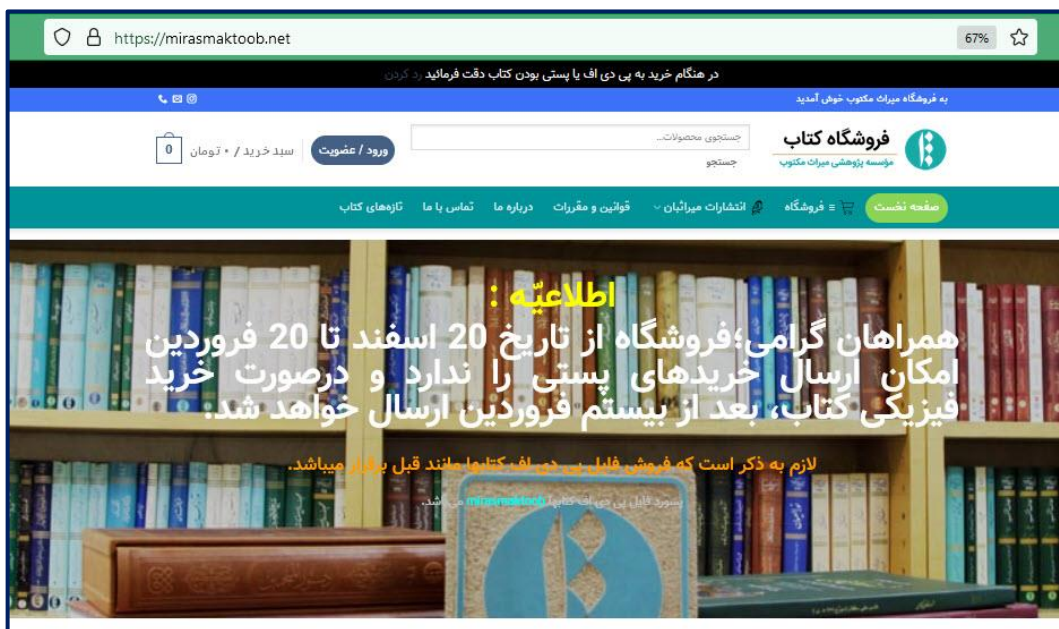 https://mirasmaktoob.net
67%
در هنگام خرید به پی دی اف یا پستی بودن کتاب دقت فرمائید رد کردن
به فروشگاه میراث مکتوب خوش آمدید
فروشگاه کتاب
موسسه پژوهشی میراث مکتوب
جستجوی محصولات...
جستجو
ورود / عضویت
سبد خرید / ۰ تومان
0
صفحه نخست
≡ فروشگاه
انتشارات میراثبان
قوانین و مقررات
درباره ما
تماس با ما
تازه‌های کتاب
اطلاعیّه :
همراهان گرامی؛فروشگاه از تاریخ 20 اسفند تا 20 فروردین
امکان ارسال خریدهای پستی را ندارد و درصورت خرید
فیزیکی کتاب، بعد از بیستم فروردین ارسال خواهد شد.
لازم به ذکر است که فروش فایل پی دی اف کتابها مانند قبل برقرار میباشد.
پسورد فایل پی دی اف کتابها mirasmaktoob می باشد.